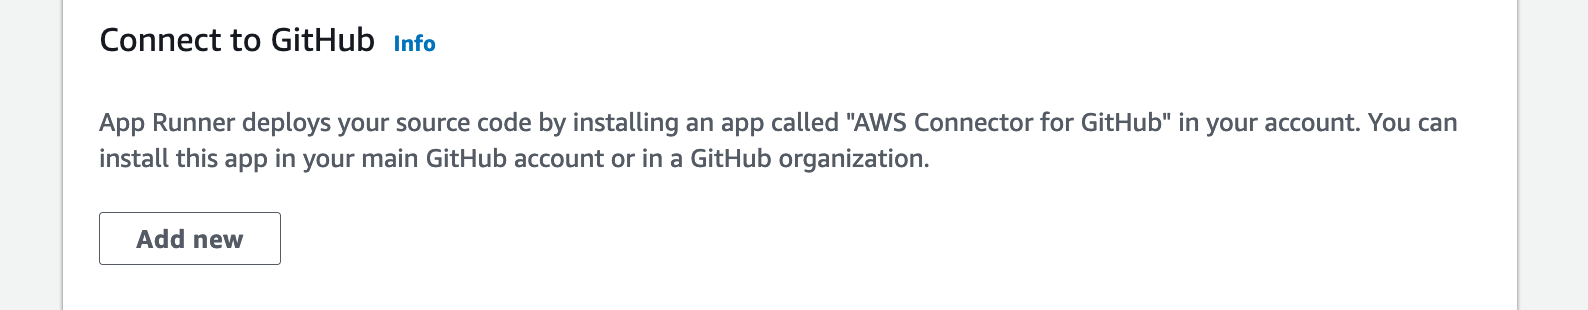 Connect to GitHub Info
App Runner deploys your source code by installing an app called "AWS Connector for GitHub" in your account. You can
install this app in your main GitHub account or in a GitHub organization.
Add new